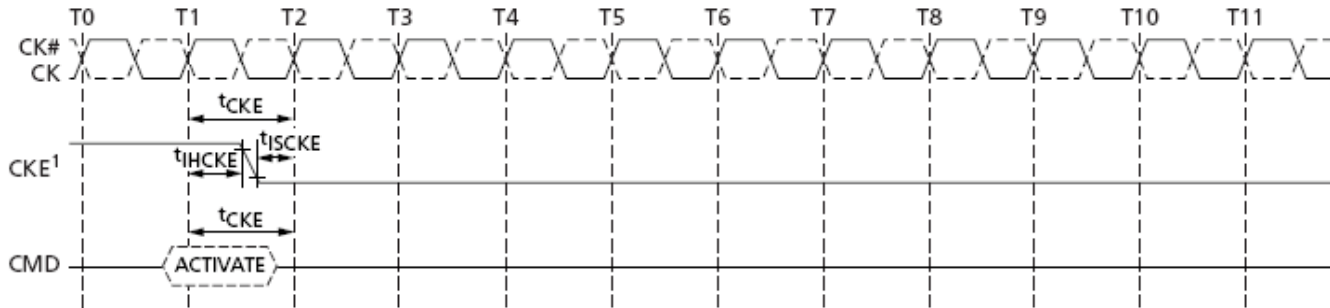 T0 T1 T2 T3 T4 T5 T6 T7 T8 T9 T10 T11
CK#
CK
tCKE
tISCKE
CKE1
tIHCKE
tCKE
CMD
ACTIVATE